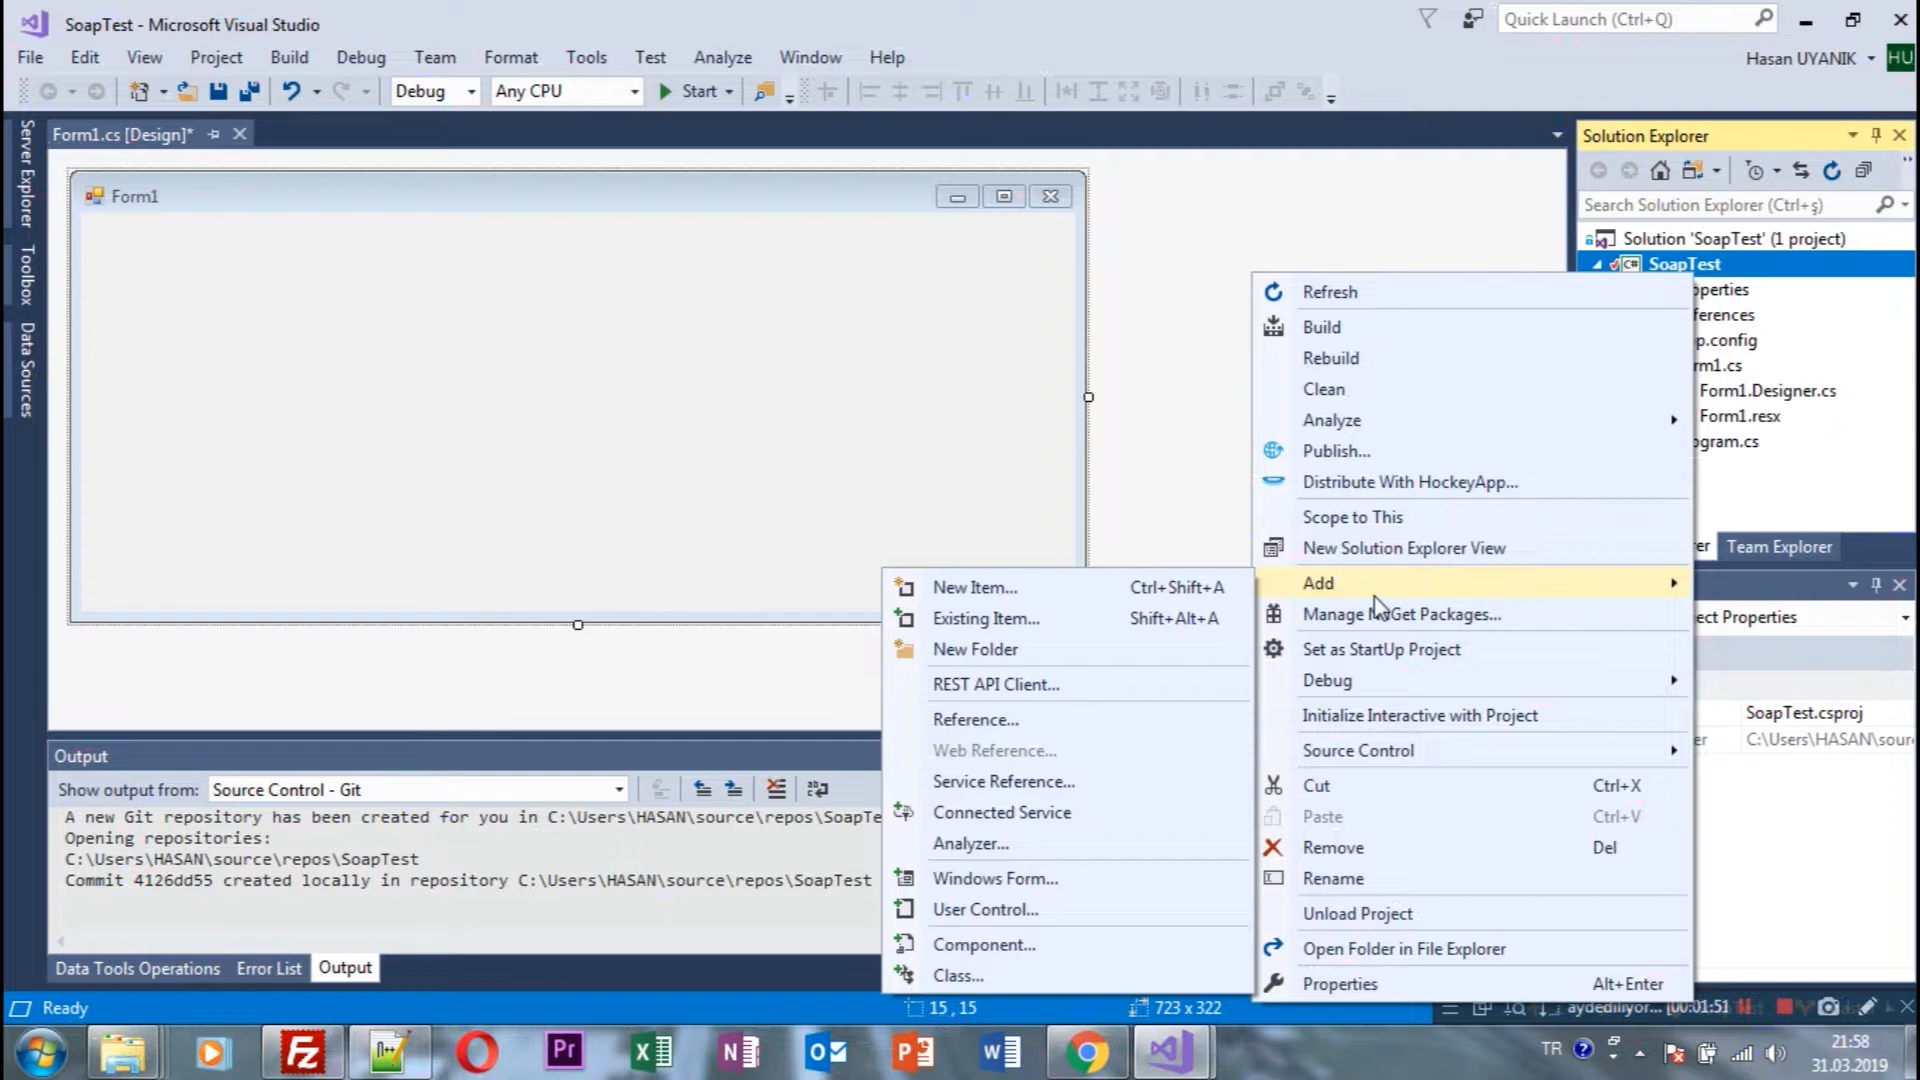 SoapTest - Microsoft Visual Studio
Quick Launch (Ctrl+Q)
File Edit View Project Build Debug Team Format Tools Test Analyze Window Help
Hasan UYANIK HU
Debug Any CPU Start
Server Explorer
Toolbox
Data Sources
Form1.cs [Design]*
Form1
Solution Explorer
Search Solution Explorer (Ctrl+ş)
Solution 'SoapTest' (1 project)
C# SoapTest
operties
ferences
p.config
rm1.cs
Form1.Designer.cs
Form1.resx
ogram.cs
er Team Explorer
ect Properties
SoapTest.csproj
er C:\Users\HASAN\sour
Refresh
Build
Rebuild
Clean
Analyze
Publish...
Distribute With HockeyApp...
Scope to This
New Solution Explorer View
Add
Manage NuGet Packages...
Set as StartUp Project
Debug
Initialize Interactive with Project
Source Control
Cut Ctrl+X
Paste Ctrl+V
Remove Del
Rename
Unload Project
Open Folder in File Explorer
Properties Alt+Enter
New Item... Ctrl+Shift+A
Existing Item... Shift+Alt+A
New Folder
REST API Client...
Reference...
Web Reference...
Service Reference...
Connected Service
Analyzer...
Windows Form...
User Control...
Component...
Class...
Output
Show output from: Source Control - Git
A new Git repository has been created for you in C:\Users\HASAN\source\repos\SoapTe
Opening repositories:
C:\Users\HASAN\source\repos\SoapTest
Commit 4126dd55 created locally in repository C:\Users\HASAN\source\repos\SoapTest
Data Tools Operations Error List Output
Ready 15 , 15 723 x 322 aydediliyor... [00:01:51]
Fz n++ Pr X N O P W
TR 21:58
31.03.2019